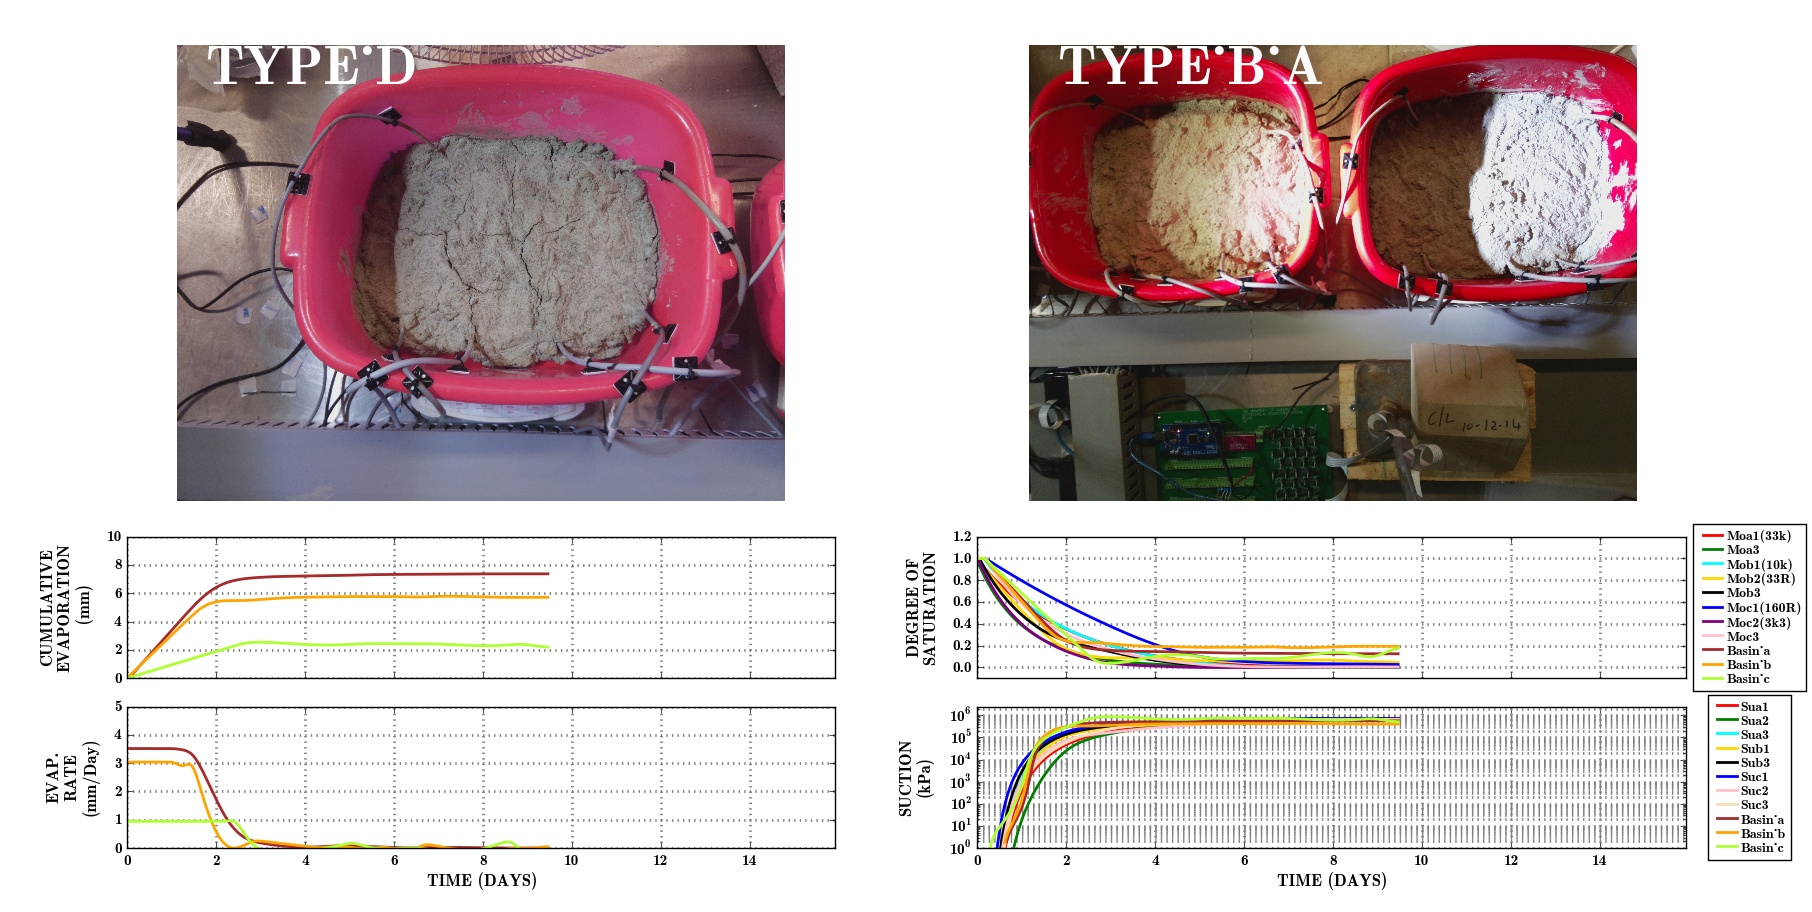 TYPE˙D
TYPE˙B˙A
C/L 10-12-14
CUMULATIVE
EVAPORATION
(mm)
10
8
6
4
2
0
EVAP.
RATE
(mm/Day)
5
4
3
2
1
0
0 2 4 6 8 10 12 14
TIME (DAYS)
DEGREE OF
SATURATION
1.2
1.0
0.8
0.6
0.4
0.2
0.0
Moa1(33k)
Moa3
Mob1(10k)
Mob2(33R)
Mob3
Moc1(160R)
Moc2(3k3)
Moc3
Basin˙a
Basin˙b
Basin˙c
SUCTION
(kPa)
10⁶
10⁵
10⁴
10³
10²
10¹
10⁰
0 2 4 6 8 10 12 14
TIME (DAYS)
Sua1
Sua2
Sua3
Sub1
Sub3
Suc1
Suc2
Suc3
Basin˙a
Basin˙b
Basin˙c